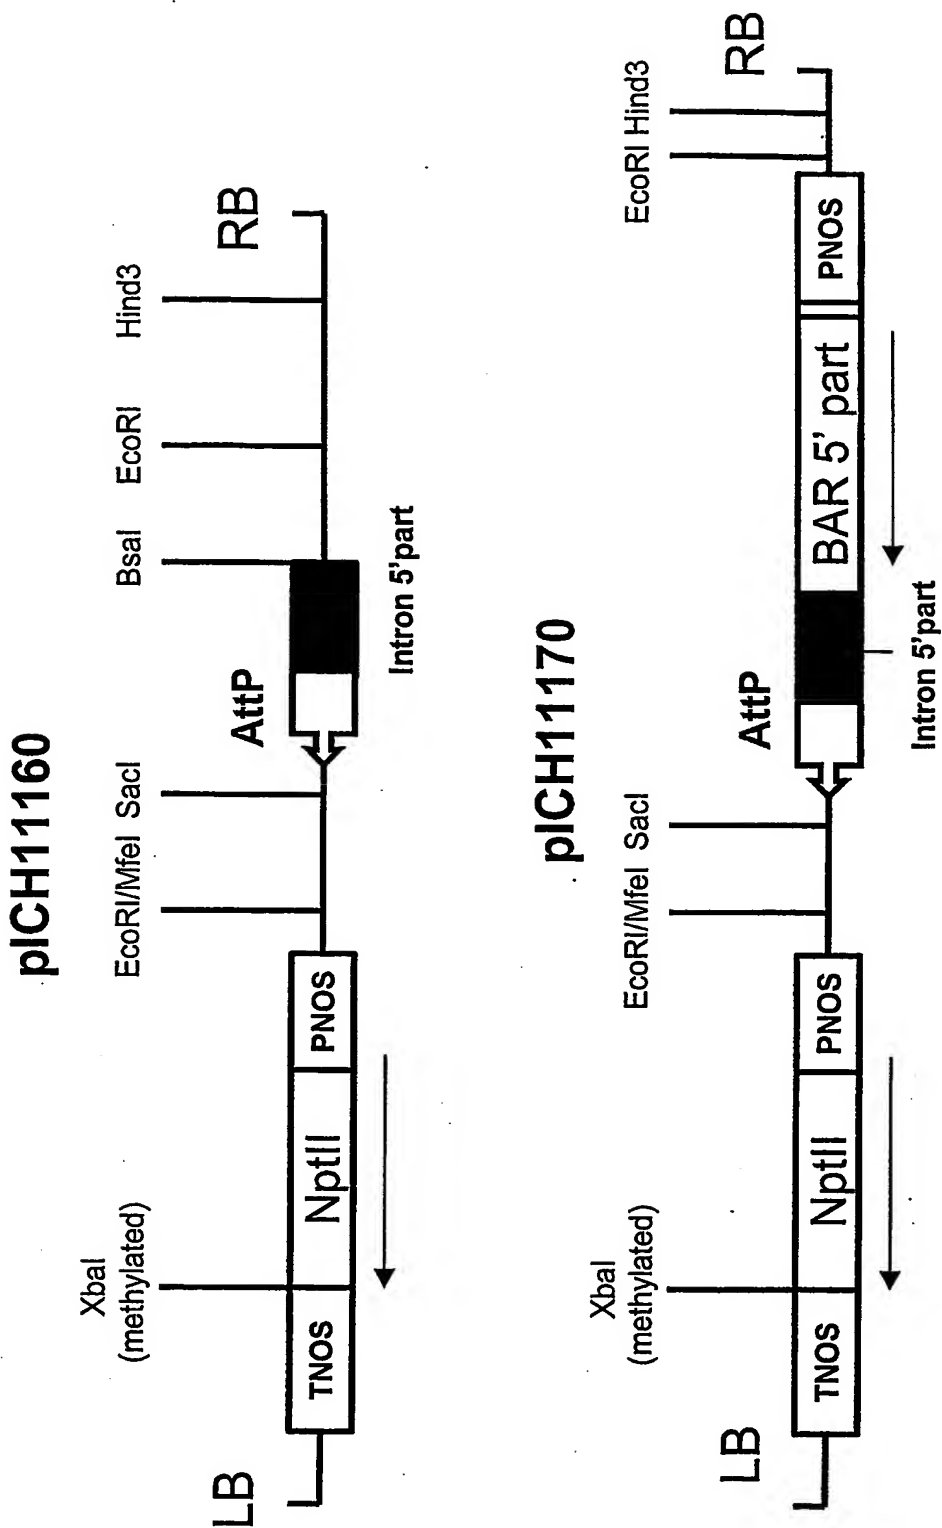 pICH11160
Xbal
(methylated)
EcoRI/MfeI SacI
BsaI
EcoRI
Hind3
LB
TNOS
NptII
PNOS
AttP
Intron 5'part
RB
pICH11170
Xbal
(methylated)
EcoRI/MfeI SacI
EcoRI Hind3
LB
TNOS
NptII
PNOS
AttP
BAR 5' part
PNOS
RB
Intron 5'part